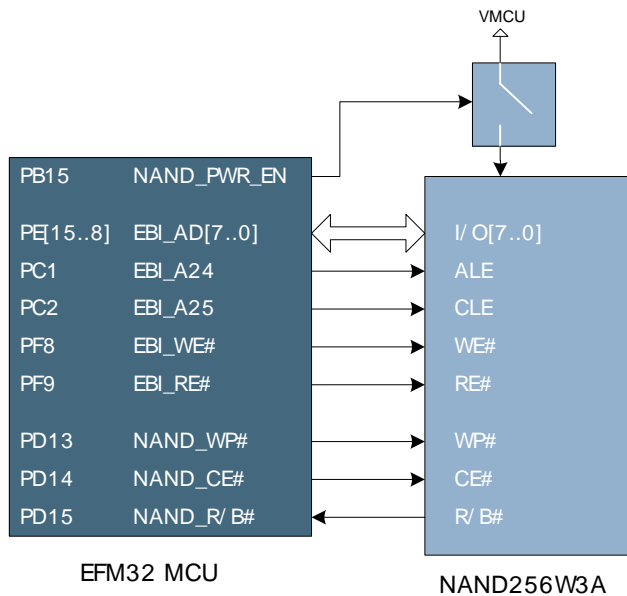 VMCU
PB15 NAND_PWR_EN
PE[15..8] EBI_AD[7..0] I/O[7..0]
PC1 EBI_A24 ALE
PC2 EBI_A25 CLE
PF8 EBI_WE# WE#
PF9 EBI_RE# RE#
PD13 NAND_WP# WP#
PD14 NAND_CE# CE#
PD15 NAND_R/B# R/B#
EFM32 MCU
NAND256W3A